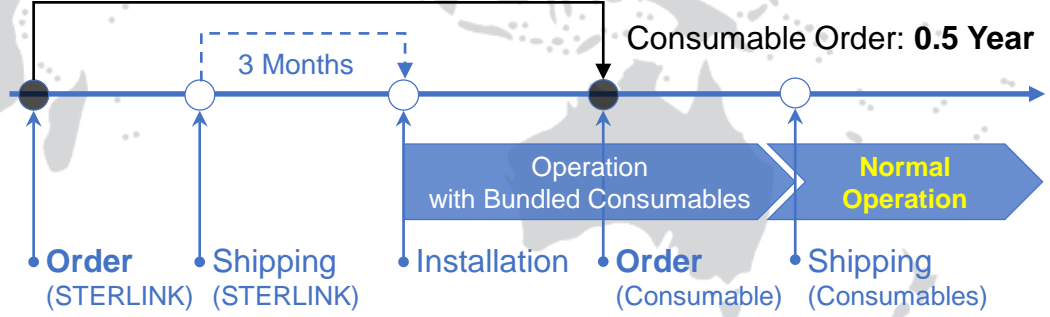 Consumable Order: 0.5 Year
3 Months
Operation
with Bundled Consumables
Normal
Operation
Order
(STERLINK)
Shipping
(STERLINK)
Installation
Order
(Consumable)
Shipping
(Consumables)